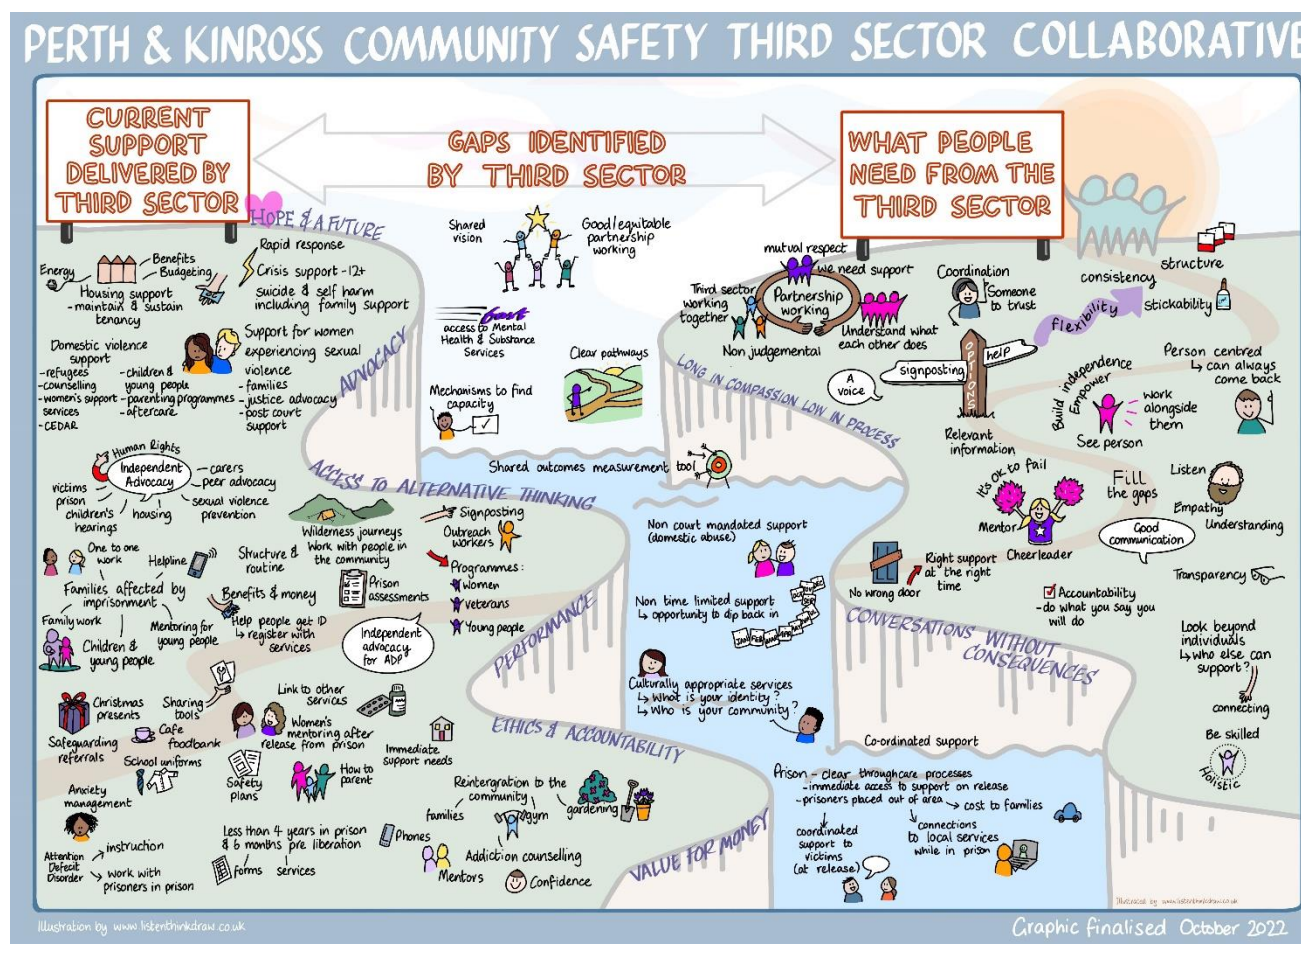 PERTH & KINROSS COMMUNITY SAFETY THIRD SECTOR COLLABORATIVE
CURRENT
SUPPORT
DELIVERED BY
THIRD SECTOR
GAPS IDENTIFIED
BY THIRD SECTOR
WHAT PEOPLE
NEED FROM THE
THIRD SECTOR
HOPE & A FUTURE
Energy
Benefits
Budgeting
Housing support
- maintain & sustain
tenancy
Rapid response
Crisis support - 12+
suicide & self harm
including family support
Domestic violence
support
- refugees
- counselling
- women's support
services
- CEDAR
- children &
young people
- parenting programmes
- aftercare
Support for women
experiencing sexual
violence
- families
- justice advocacy
- post court
support
ADVOCACY
Human Rights
Independent
Advocacy
victims
prison
children's
hearings
housing
carers
peer advocacy
sexual violence
prevention
ACCESS TO ALTERNATIVE THINKING
Wilderness journeys
Work with people in
the community
Signposting
Outreach
workers
Programmes:
Women
Veterans
Young people
One to one
work
Helpline
Structure &
routine
Families affected by
imprisonment
Family work
Children &
young people
Mentoring for
young people
Benefits & money
Help people get ID
↳ register with
services
Prison
assessments
Independent
advocacy
for ADP
PERFORMANCE
Christmas
presents
Sharing
tools
Link to other
services
Safeguarding
referrals
Cafe
foodbank
Women's
mentoring after
release from prison
School uniforms
Safety
plans
How to
parent
Immediate
support needs
ETHICS & ACCOUNTABILITY
Anxiety
management
Attention
Defecit
Disorder
instruction
work with
prisoners in prison
Less than 4 years in prison
& 6 months pre liberation
Forms
services
Phones
Mentors
Reintergration to the
community
families
gym
gardening
Addiction counselling
Confidence
VALUE FOR MONEY
Shared
vision
Good/equitable
partnership
working
fast
access to Mental
Health & Substance
Services
Clear pathways
Mechanisms to find
capacity
Shared outcomes measurement tool
Non court mandated support
(domestic abuse)
Non time limited support
↳ opportunity to dip back in
JAN FEB MAR APR MAY
Culturally appropriate services
↳ What is your identity?
↳ Who is your community?
Co-ordinated support
Prison - clear throughcare processes
- immediate access to support on release
- prisoners placed out of area
→ cost to families
coordinated
support to
victims
(at release)
connections
to local services
while in prison
mutual respect
we need support
Third sector
working
together
Partnership
working
Understand what
each other does
Non judgemental
LONG IN COMPASSION LOW IN PROCESS
Coordination
Someone
to trust
consistency
structure
flexibility
stickability
OPTIONS
help
signposting
A
voice
Relevant
information
Build independence
Empower
See person
work
alongside
them
Person centred
↳ can always
come back
It's ok to fail
Mentor
Cheerleader
Fill
the gaps
Listen
Empathy
Understanding
Good
communication
No wrong door
Right support
at the right
time
Accountability
- do what you say you
will do
Transparency
CONVERSATIONS WITHOUT
CONSEQUENCES
Look beyond
individuals
↳ who else can
support?
connecting
Be skilled
Holistic
Illustrated by www.listenthinkdraw.co.uk
Illustration by www.listenthinkdraw.co.uk
Graphic finalised October 2022